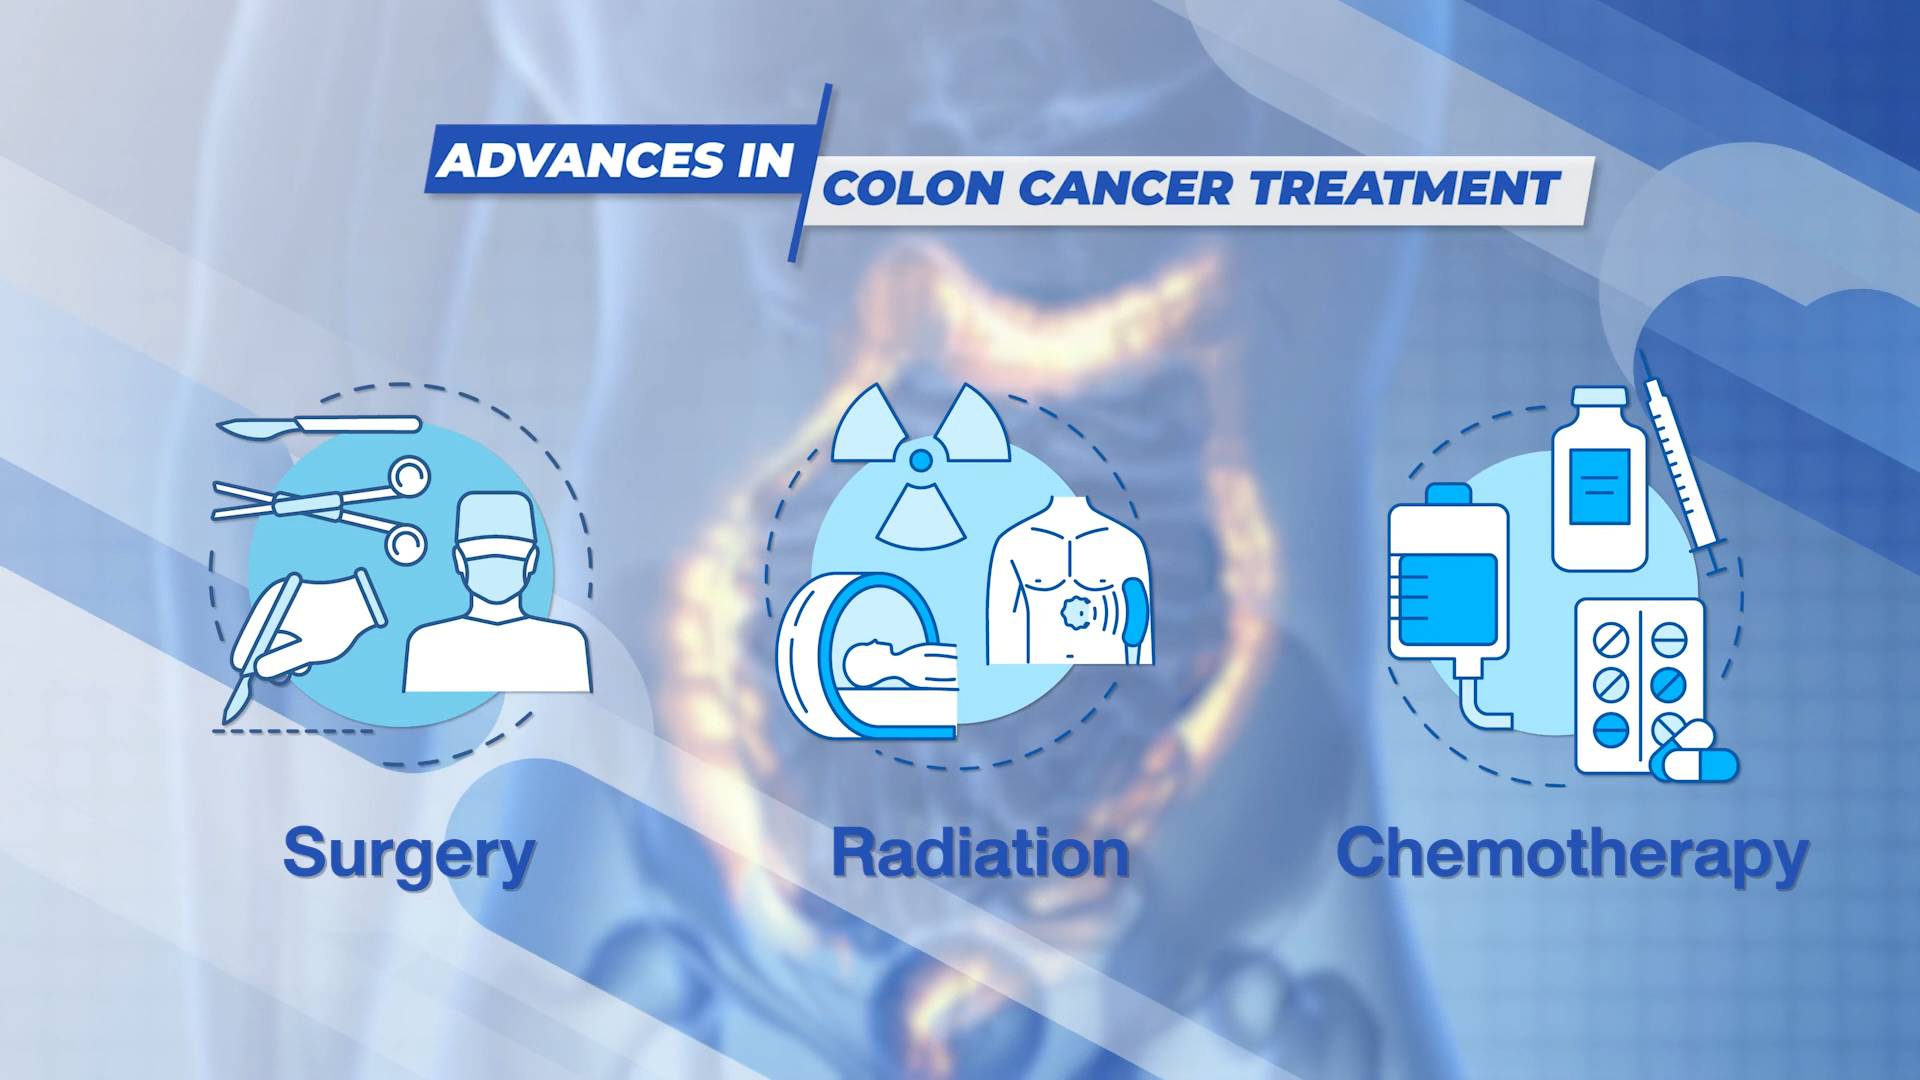 ADVANCES IN
COLON CANCER TREATMENT
Surgery
Radiation
Chemotherapy